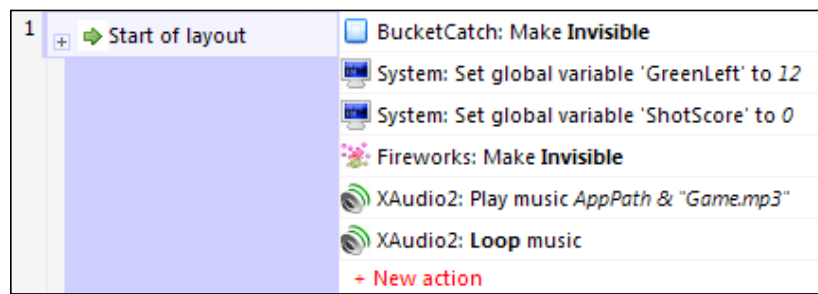 1
Start of layout
BucketCatch: Make Invisible
System: Set global variable 'GreenLeft' to 12
System: Set global variable 'ShotScore' to 0
Fireworks: Make Invisible
XAudio2: Play music AppPath & "Game.mp3"
XAudio2: Loop music
+ New action